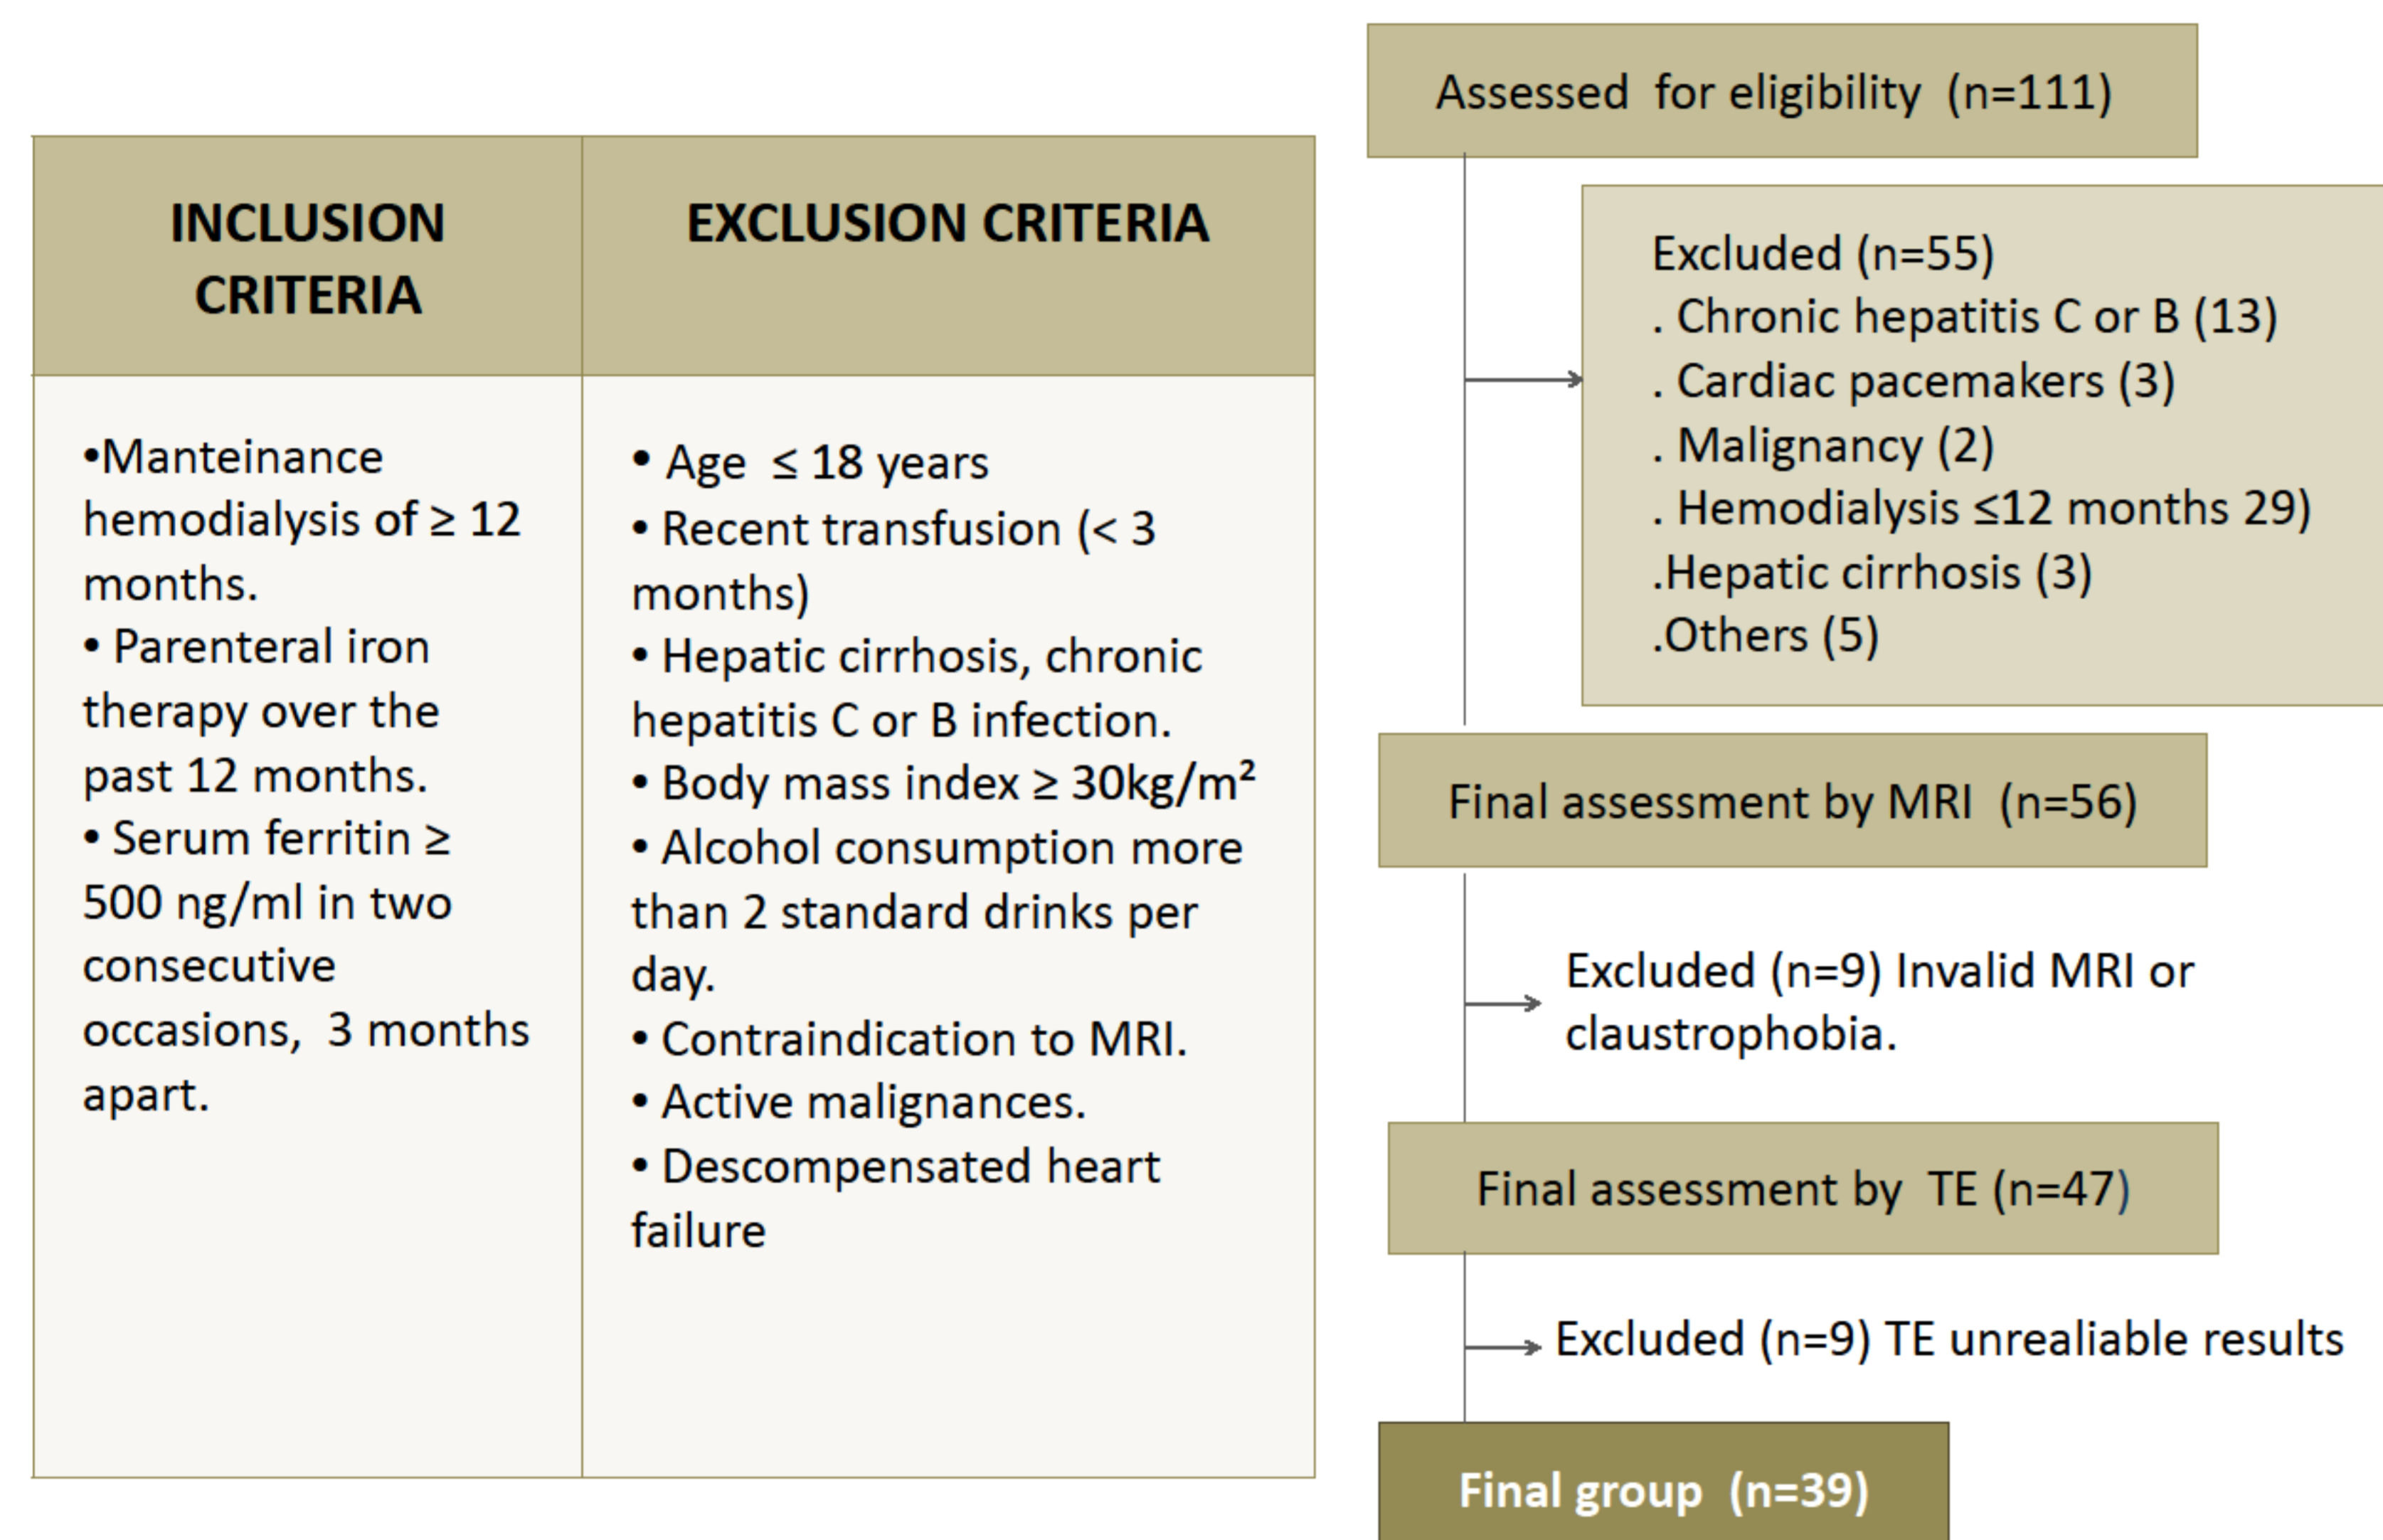 INCLUSION
CRITERIA
EXCLUSION CRITERIA
•Manteinance
hemodialysis of ≥ 12
months.
• Parenteral iron
therapy over the
past 12 months.
• Serum ferritin ≥
500 ng/ml in two
consecutive
occasions, 3 months
apart.
• Age ≤ 18 years
• Recent transfusion (< 3
months)
• Hepatic cirrhosis, chronic
hepatitis C or B infection.
• Body mass index ≥ 30kg/m²
• Alcohol consumption more
than 2 standard drinks per
day.
• Contraindication to MRI.
• Active malignances.
• Descompensated heart
failure
Assessed for eligibility (n=111)
Excluded (n=55)
. Chronic hepatitis C or B (13)
. Cardiac pacemakers (3)
. Malignancy (2)
. Hemodialysis ≤12 months 29)
.Hepatic cirrhosis (3)
.Others (5)
Final assessment by MRI (n=56)
Excluded (n=9) Invalid MRI or
claustrophobia.
Final assessment by TE (n=47)
Excluded (n=9) TE unrealiable results
Final group (n=39)